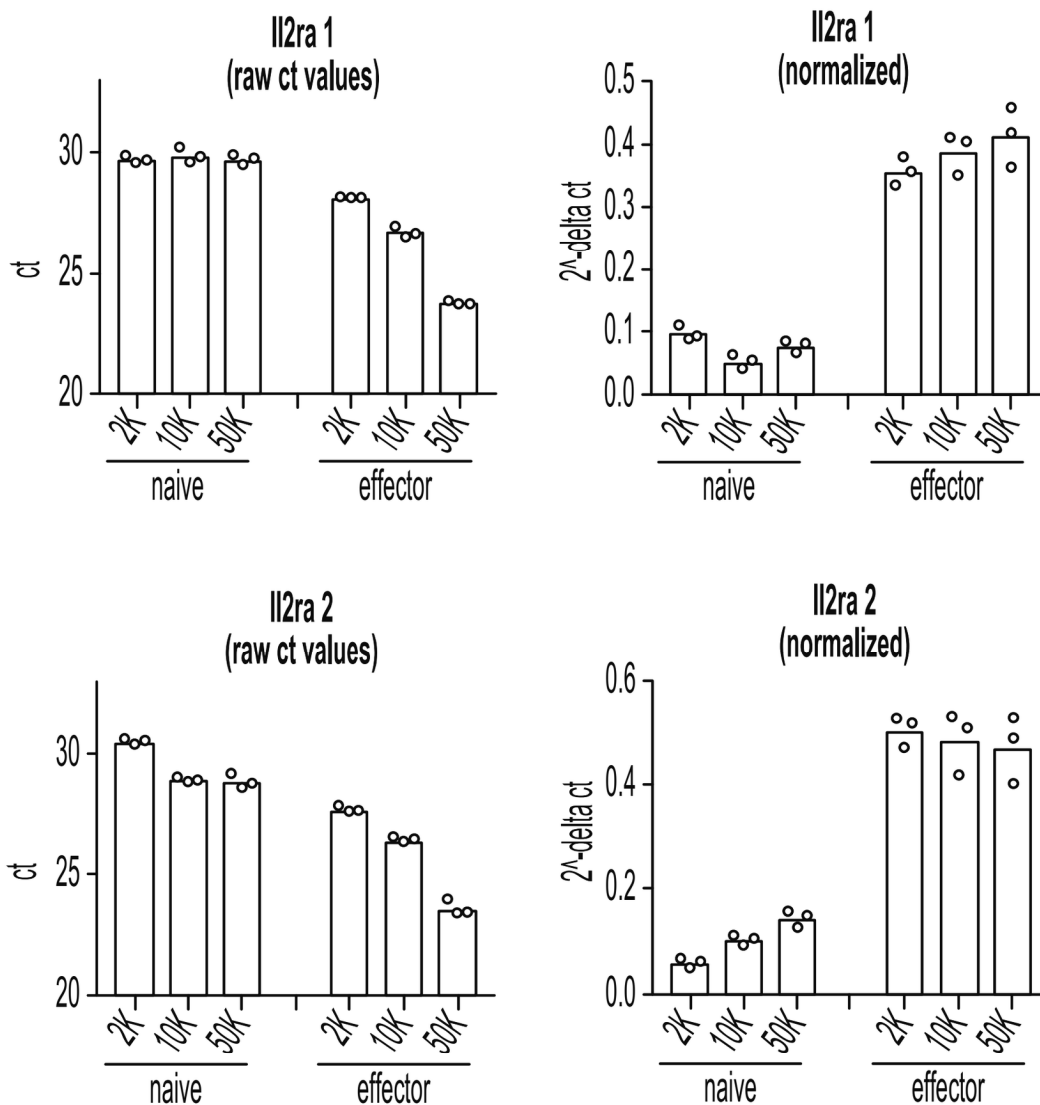 Il2ra 1
(raw ct values)
ct
30
25
20
2K
10K
50K
2K
10K
50K
naive
effector
Il2ra 1
(normalized)
2^-delta ct
0.5
0.4
0.3
0.2
0.1
0.0
2K
10K
50K
2K
10K
50K
naive
effector
Il2ra 2
(raw ct values)
ct
30
25
20
2K
10K
50K
2K
10K
50K
naive
effector
Il2ra 2
(normalized)
2^-delta ct
0.6
0.4
0.2
0.0
2K
10K
50K
2K
10K
50K
naive
effector